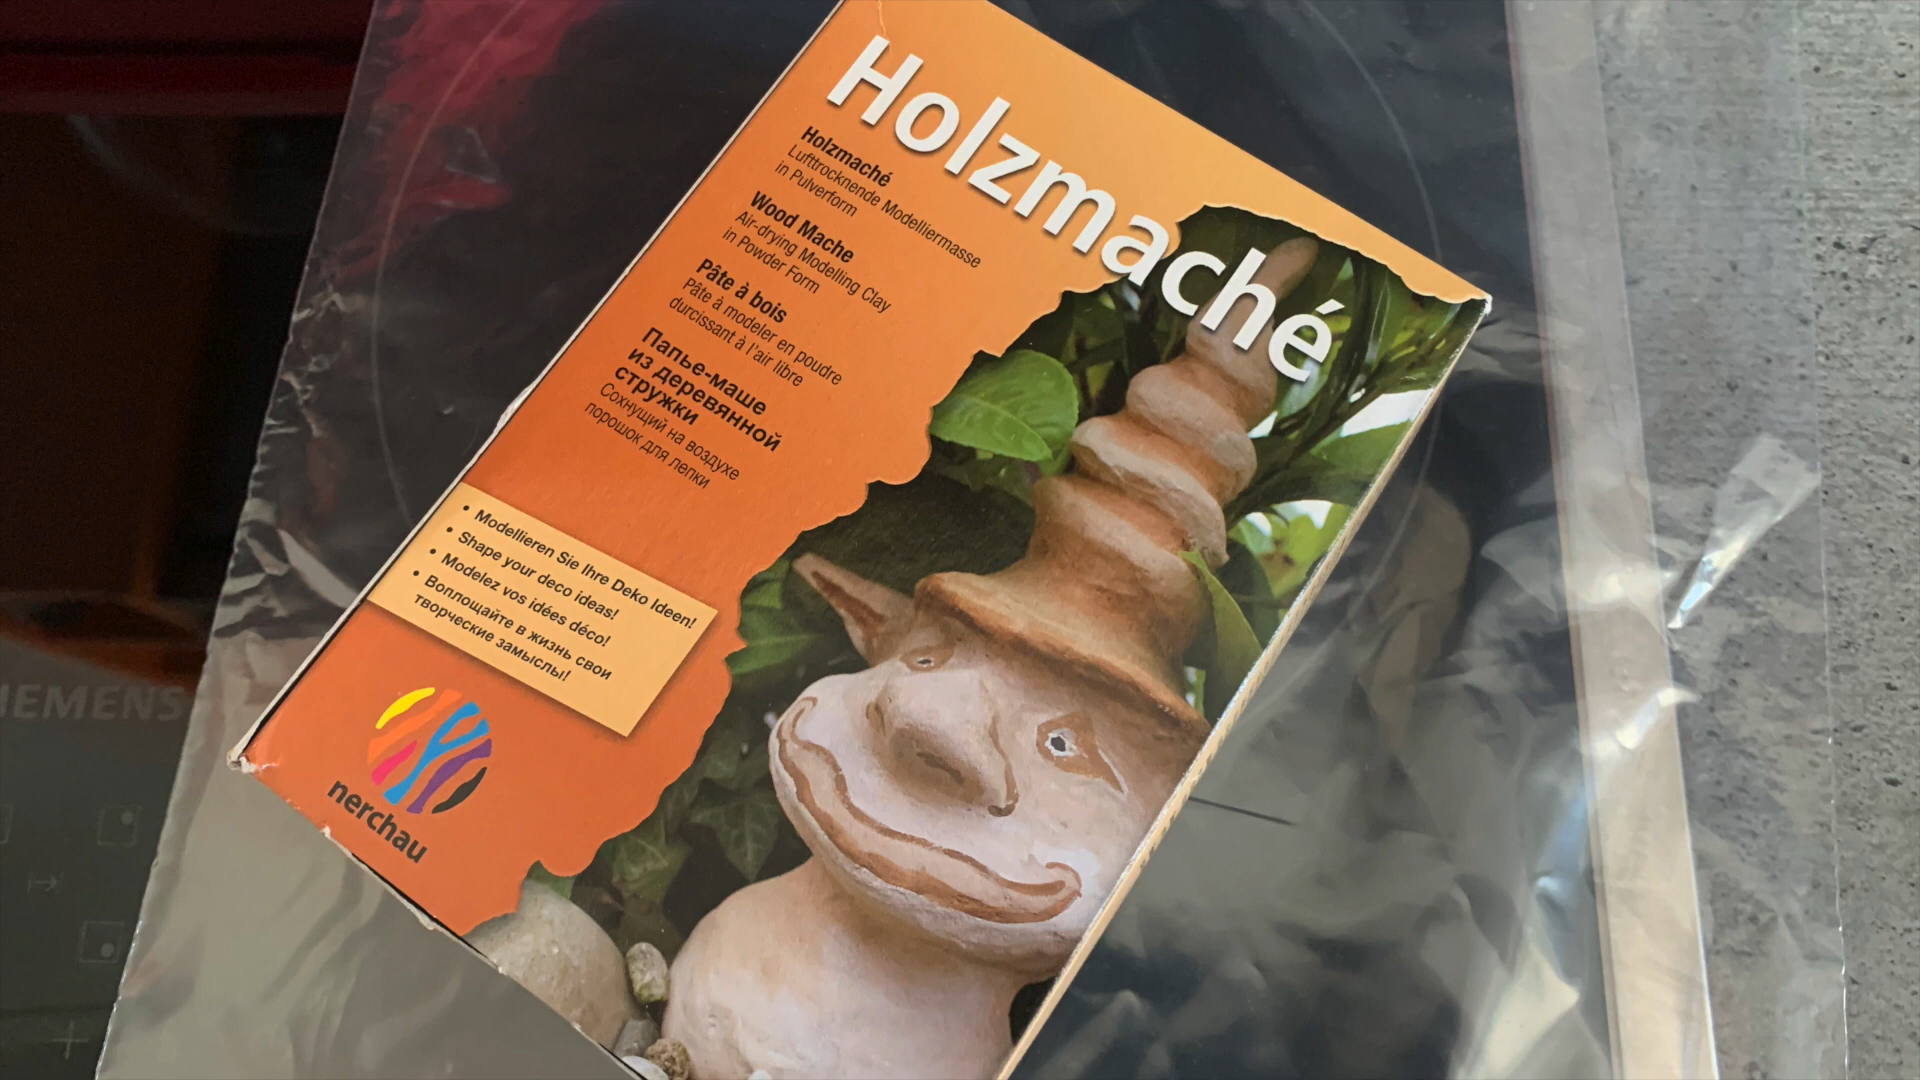 Holzmaché
Holzmaché
Lufttrocknende Modelliermasse
in Pulverform
Wood Mache
Air-drying Modelling Clay
in Powder Form
Pâte à bois
Pâte à modeler en poudre
durcissant à l'air libre
Папье-маше
из деревянной
стружки
Сохнущий на воздухе
порошок для лепки
• Modellieren Sie Ihre Deko Ideen!
• Shape your deco ideas!
• Modelez vos idées déco!
• Воплощайте в жизнь свои
творческие замыслы!
nerchau
IEMENS